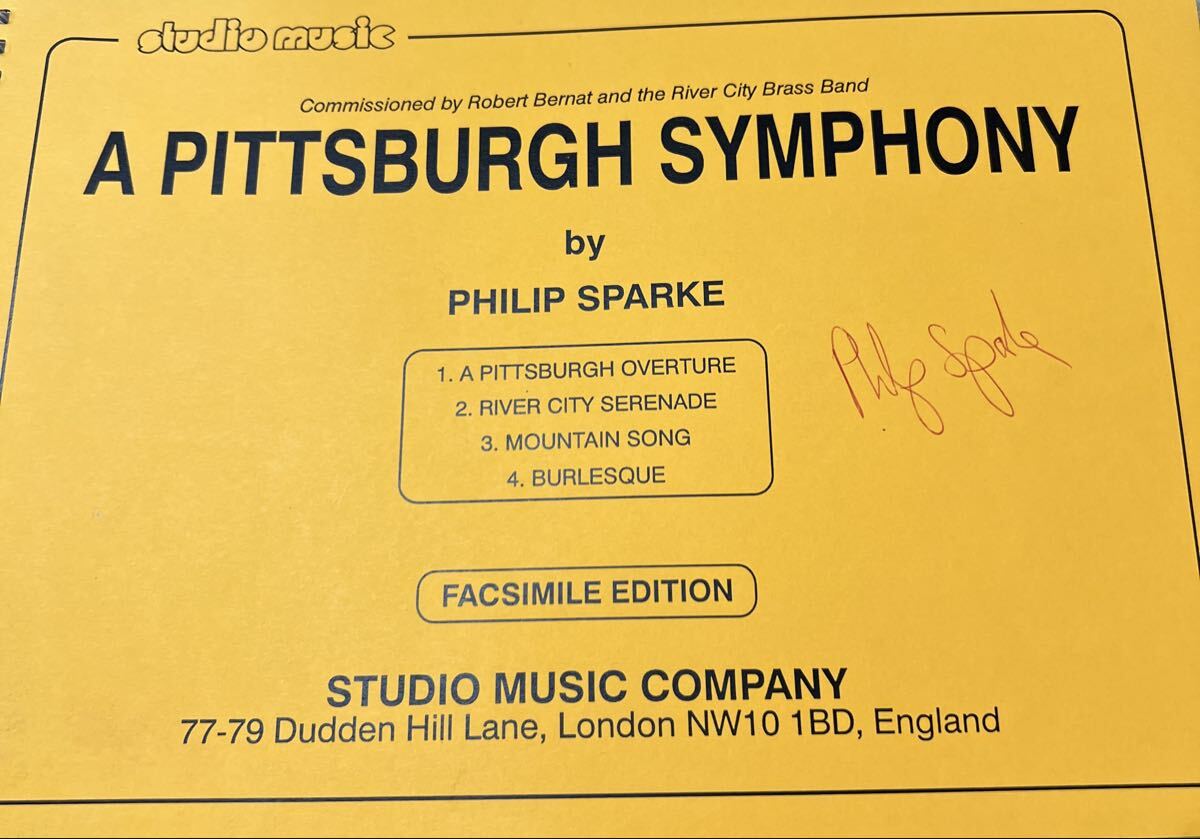 studio music
Commissioned by Robert Bernat and the River City Brass Band
A PITTSBURGH SYMPHONY
by
PHILIP SPARKE
Philip Sparke
1. A PITTSBURGH OVERTURE
2. RIVER CITY SERENADE
3. MOUNTAIN SONG
4. BURLESQUE
FACSIMILE EDITION
STUDIO MUSIC COMPANY
77-79 Dudden Hill Lane, London NW10 1BD, England